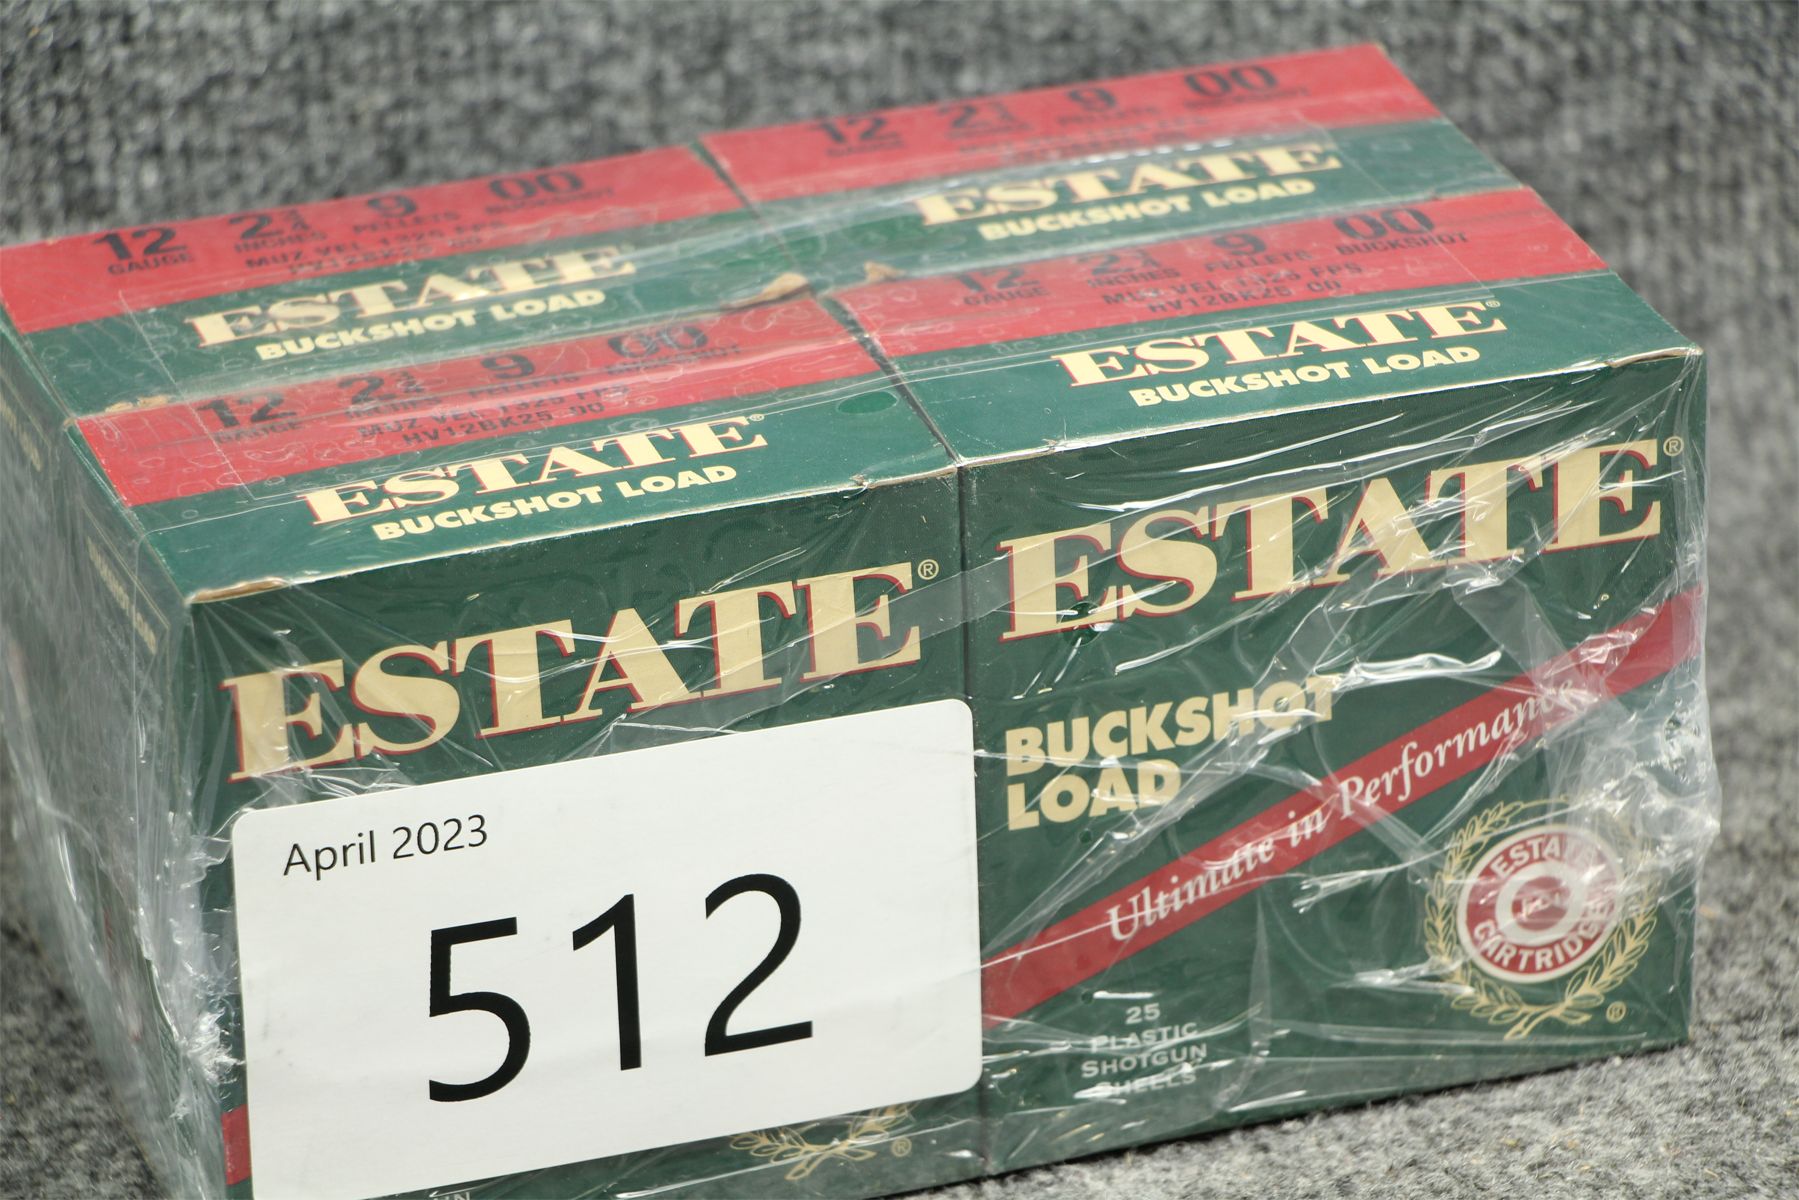 12 2¾ 9 00
GAUGE INCHES PELLETS BUCKSHOT
MUZ VEL 1325 FPS
HV12BK25 00
ESTATE
BUCKSHOT LOAD
12 2¾ 9 00
GAUGE
ESTATE
BUCKSHOT LOAD
12 2¾ 9 00
GAUGE INCHES PELLETS BUCKSHOT
MUZ VEL 1325 FPS
HV12BK25 00
ESTATE®
BUCKSHOT LOAD
12 2¾ 9 00
GAUGE INCHES PELLETS BUCKSHOT
MUZ VEL 1325 FPS
HV12BK25 00
ESTATE®
BUCKSHOT LOAD
ESTATE®
April 2023
512
®
ESTATE®
BUCKSHOT
LOAD
Ultimate in Performance
ESTATE
CARTRIDGE
®
25
PLASTIC
SHOTGUN
SHELLS